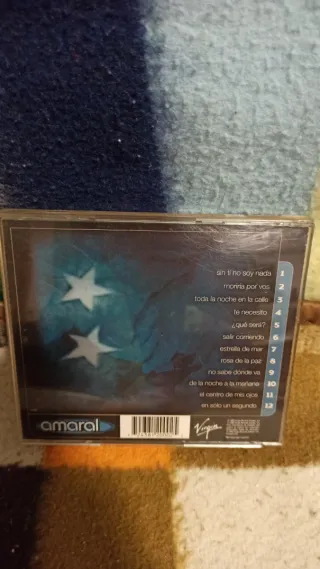 sin ti no soy nada 1
moriría por vos 2
toda la noche en la calle 3
te necesito 4
¿qué será? 5
salir corriendo 6
estrella de mar 7
rosa de la paz 8
no sabe dónde va 9
de la noche a la mañana 10
el centro de mis ojos 11
en sólo un segundo 12
amaral
Virgin